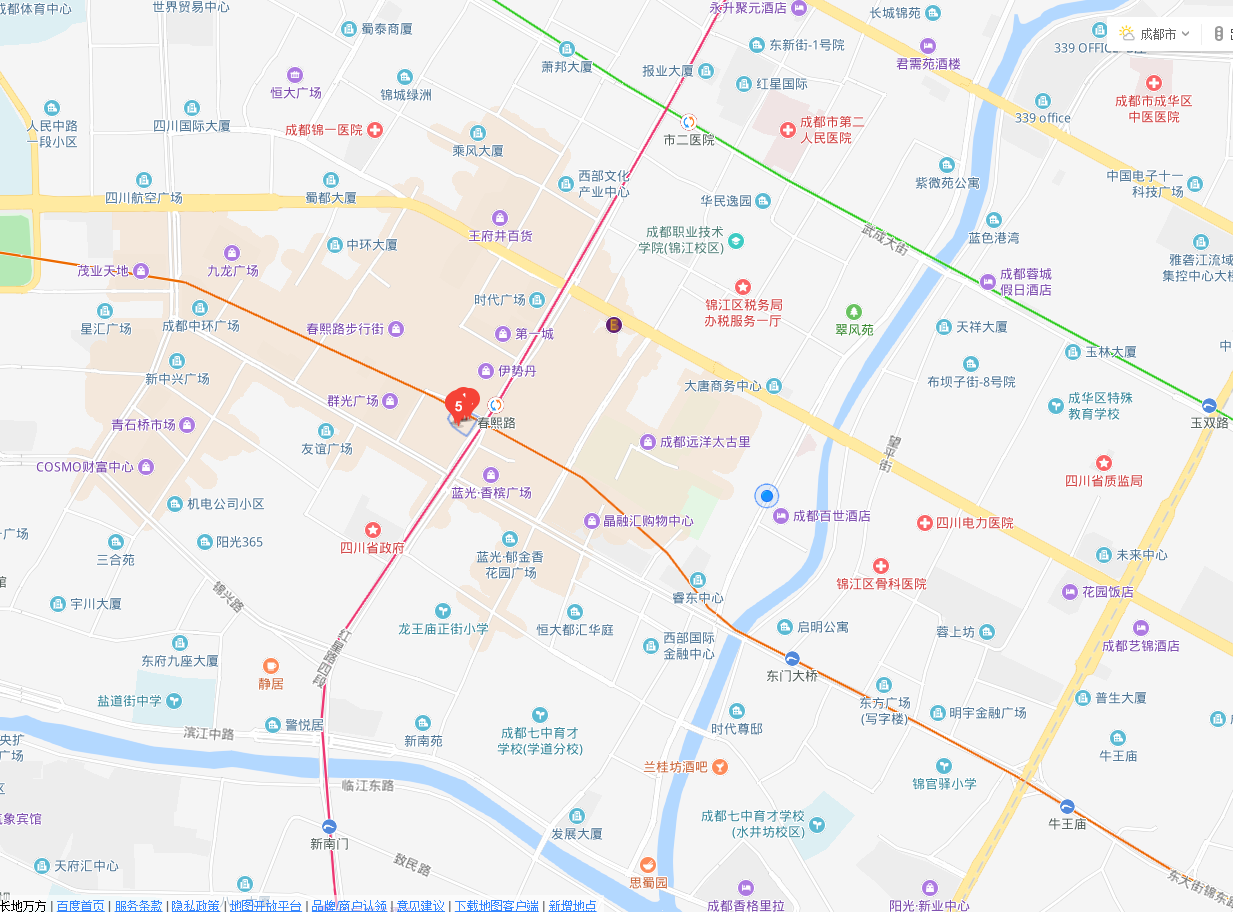 成都体育中心
世界贸易中心
永升聚元酒店
长城锦苑
蜀泰商厦
东新街-1号院
成都市
339 OFFICE
萧邦大厦
报业大厦
君需苑酒楼
恒大广场
锦城绿洲
红星国际
成都市成华区
中医医院
人民中路
一段小区
四川国际大厦
成都锦一医院
成都市第二
人民医院
339 office
市二医院
乘风大厦
西部文化
产业中心
紫微苑公寓
中国电子十一
科技广场
四川航空广场
蜀都大厦
华民逸园
王府井百货
成都职业技术
学院(锦江校区)
武成大街
蓝色港湾
中环大厦
茂业天地
九龙广场
雅砻江流域
集控中心大楼
成都蓉城
假日酒店
时代广场
锦江区税务局
办税服务一厅
星汇广场
成都中环广场
春熙路步行街
第一城
翠风苑
天祥大厦
玉林大厦
中
新中兴广场
伊势丹
大唐商务中心
布坝子街-8号院
群光广场
5
成华区特殊
教育学校
青石桥市场
春熙路
玉双路
友谊广场
成都远洋太古里
望平街
COSMO财富中心
四川省质监局
蓝光·香槟广场
机电公司小区
晶融汇购物中心
成都百世酒店
四川电力医院
广场
三合苑
阳光365
四川省政府
蓝光·郁金香
花园广场
未来中心
馆
锦江区骨科医院
锦兴路
宇川大厦
睿东中心
花园饭店
龙王庙正街小学
恒大都汇华庭
启明公寓
蓉上坊
红星路四段
西部国际
金融中心
成都艺锦酒店
东府九座大厦
静居
东门大桥
盐道街中学
东方广场
(写字楼)
普生大厦
滨江中路
警悦居
新南苑
成都七中育才
学校(学道分校)
时代尊邸
明宇金融广场
央扩
广场
牛王庙
兰桂坊酒吧
临江东路
锦官驿小学
象宾馆
成都七中育才学校
(水井坊校区)
牛王庙
新南门
发展大厦
天府汇中心
致民路
思蜀园
东大街锦东路
成都香格里拉
阳光·新业中心
长地万方 | 百度首页 | 服务条款 | 隐私政策 | 地图开放平台 | 品牌/商户认领 | 意见建议 | 下载地图客户端 | 新增地点